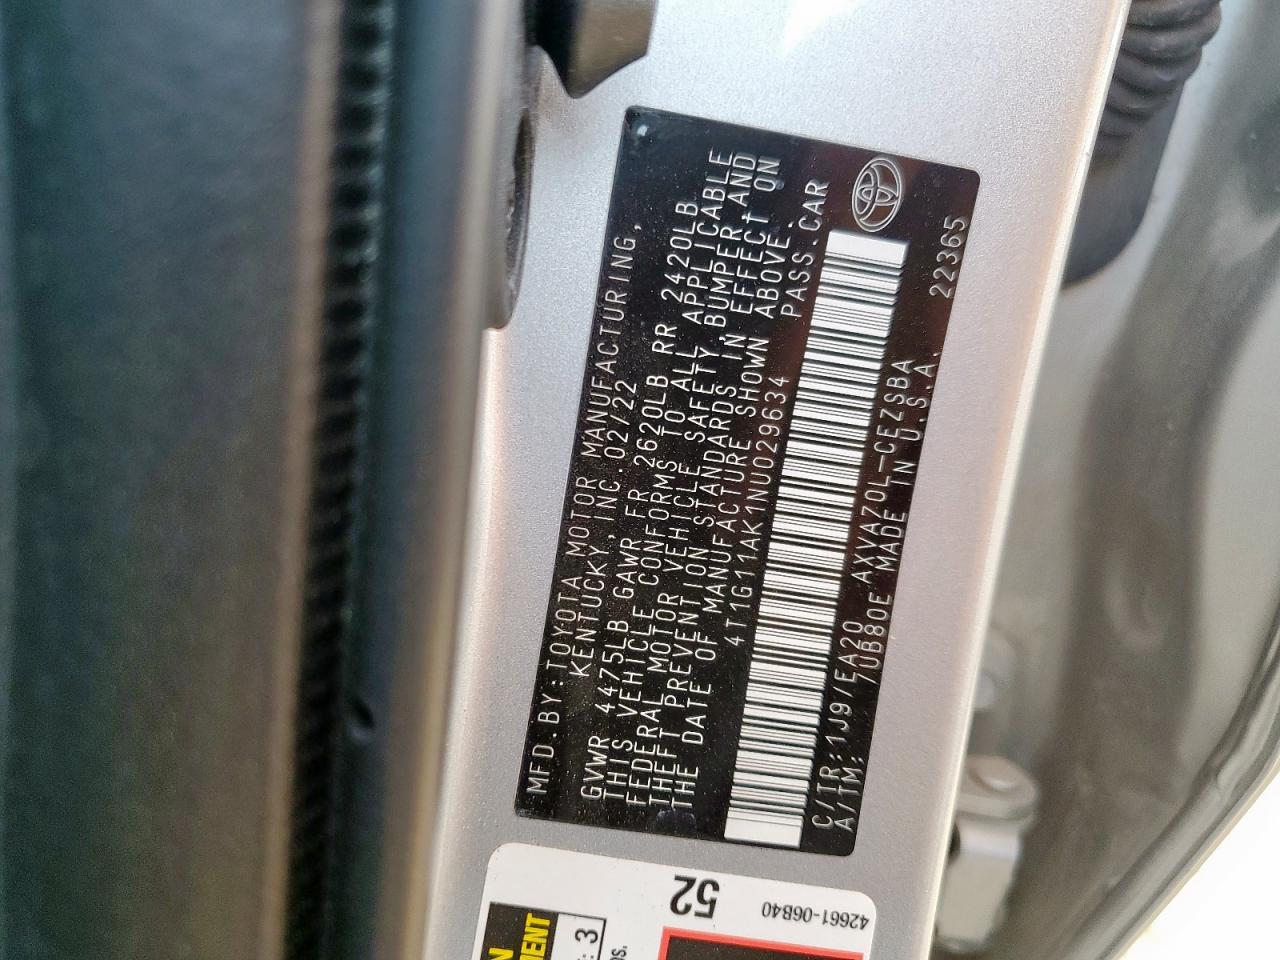 MFD.BY:TOYOTA MOTOR MANUFACTURING,
KENTUCKY,INC.02/22
GVWR 4475LB GAWR FR 2620LB RR 2420LB
THIS VEHICLE CONFORMS TO ALL APPLICABLE
FEDERAL MOTOR VEHICLE SAFETY,BUMPER,AND
THEFT PREVENTION STANDARDS IN EFFECT ON
THE DATE OF MANUFACTURE SHOWN ABOVE.
4T1G11AK1NU029634 PASS.CAR
C/TR:1J9/EA20 AXVA70L-CEZSBA
A/TM: /UB80E MADE IN U.S.A. 22365
52
42661-06B40
: 3